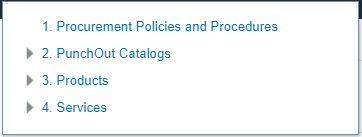 1. Procurement Policies and Procedures
2. PunchOut Catalogs
3. Products
4. Services